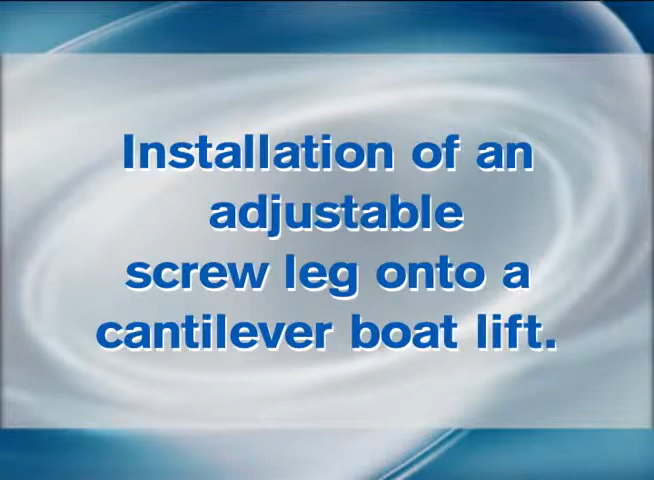 Installation of an
adjustable
screw leg onto a
cantilever boat lift.